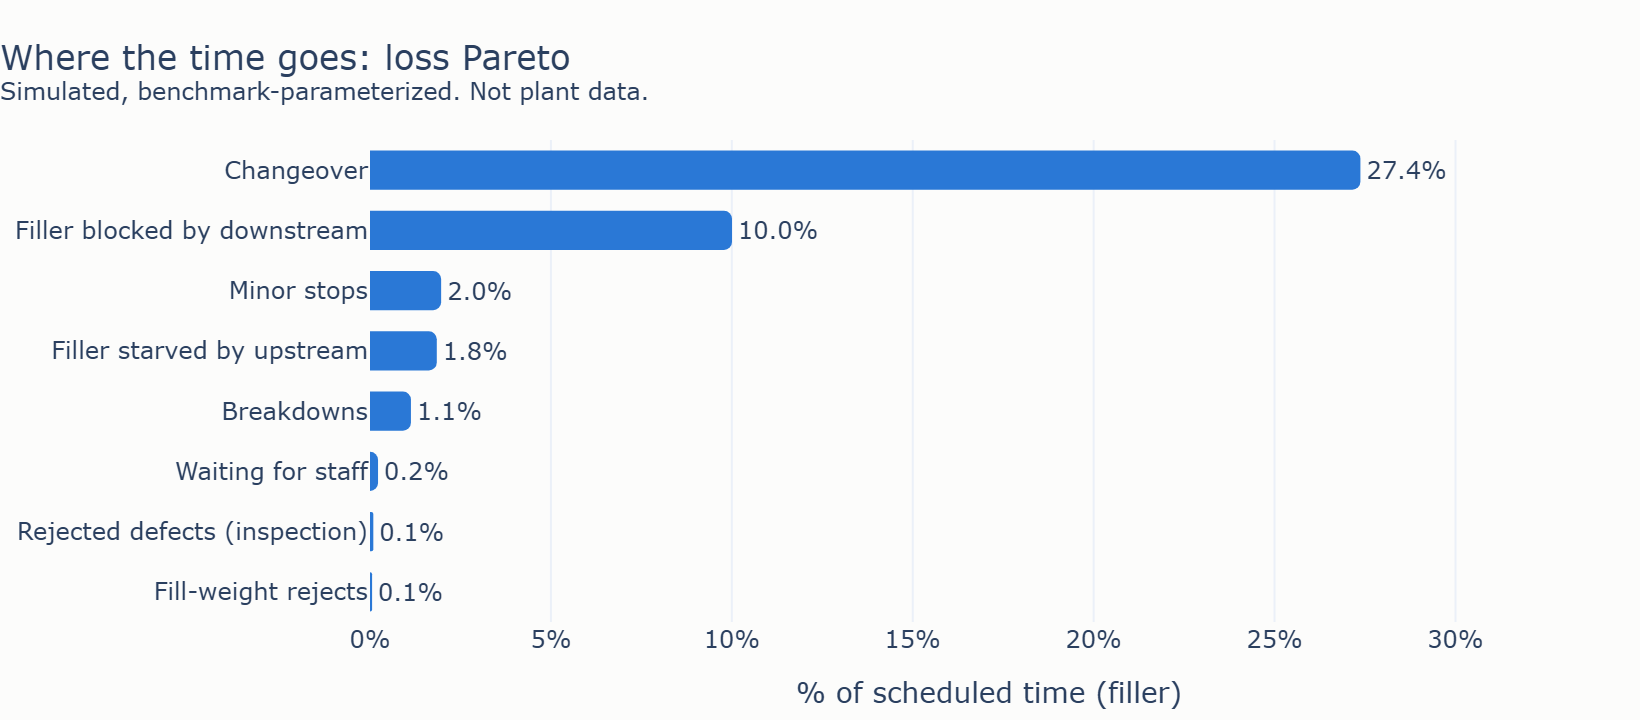 Where the time goes: loss Pareto
Simulated, benchmark-parameterized. Not plant data.
Changeover 27.4%
Filler blocked by downstream 10.0%
Minor stops 2.0%
Filler starved by upstream 1.8%
Breakdowns 1.1%
Waiting for staff 0.2%
Rejected defects (inspection) 0.1%
Fill-weight rejects 0.1%
0% 5% 10% 15% 20% 25% 30%
% of scheduled time (filler)